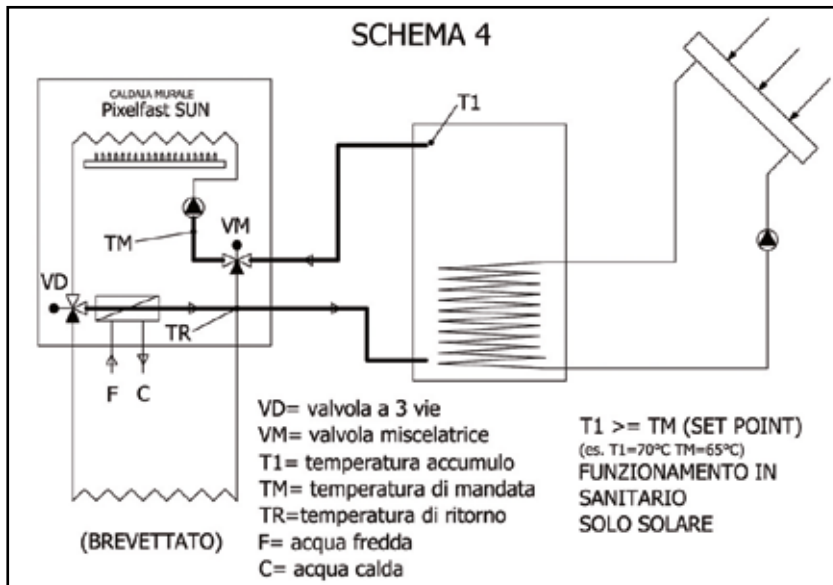 SCHEMA 4
CALDAIA MURALE
Pixelfast SUN
T1
VM
TM
VD
TR
F C
VD= valvola a 3 vie
VM= valvola miscelatrice
T1= temperatura accumulo
TM= temperatura di mandata
TR=temperatura di ritorno
F= acqua fredda
C= acqua calda
(BREVETTATO)
T1 >= TM (SET POINT)
(es. T1=70°C TM=65°C)
FUNZIONAMENTO IN
SANITARIO
SOLO SOLARE